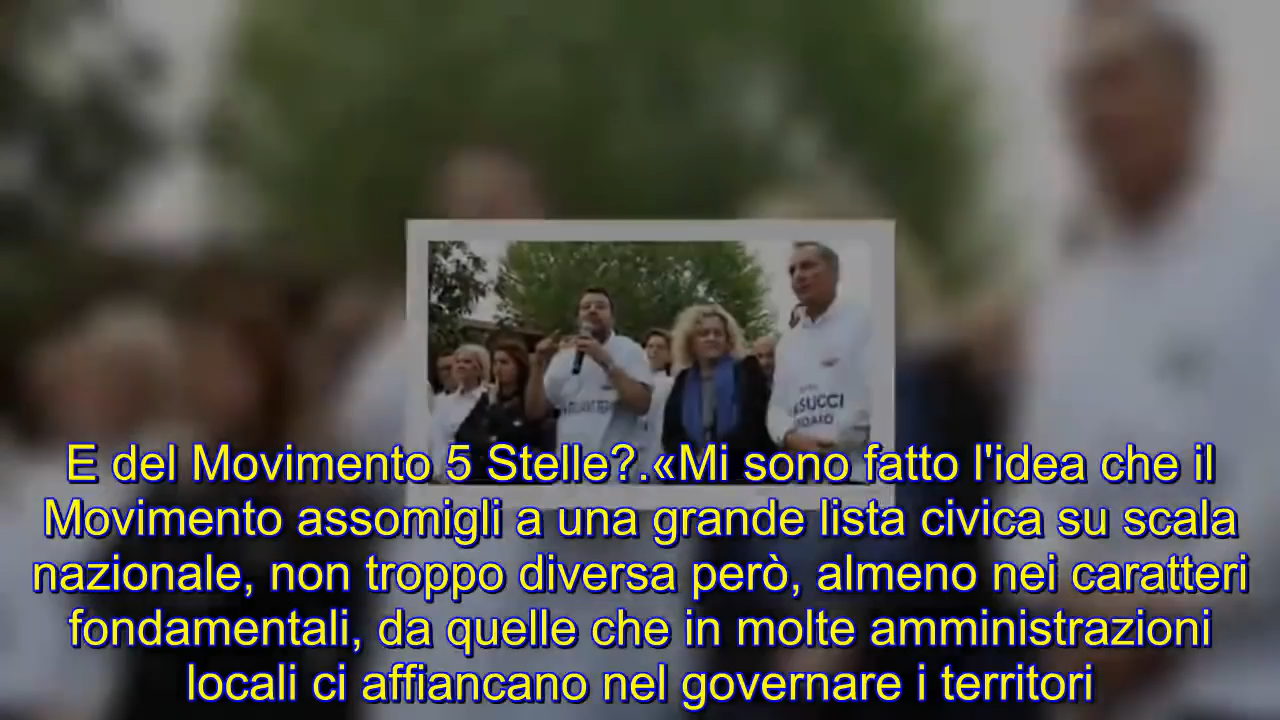 SUCCI
E del Movimento 5 Stelle?.«Mi sono fatto l'idea che il
Movimento assomigli a una grande lista civica su scala
nazionale, non troppo diversa però, almeno nei caratteri
fondamentali, da quelle che in molte amministrazioni
locali ci affiancano nel governare i territori